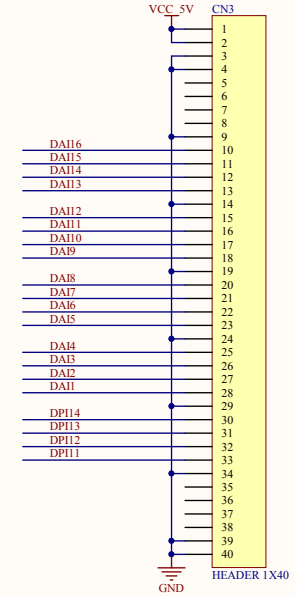 VCC 5V CN3
1
2
3
4
5
6
7
8
9
DAI16 10
DAI15 11
DAI14 12
DAI13 13
14
DAI12 15
DAI11 16
DAI10 17
DAI9 18
19
DAI8 20
DAI7 21
DAI6 22
DAI5 23
24
DAI4 25
DAI3 26
DAI2 27
DAI1 28
29
DPI14 30
DPI13 31
DPI12 32
DPI11 33
34
35
36
37
38
39
40
HEADER 1X40
GND